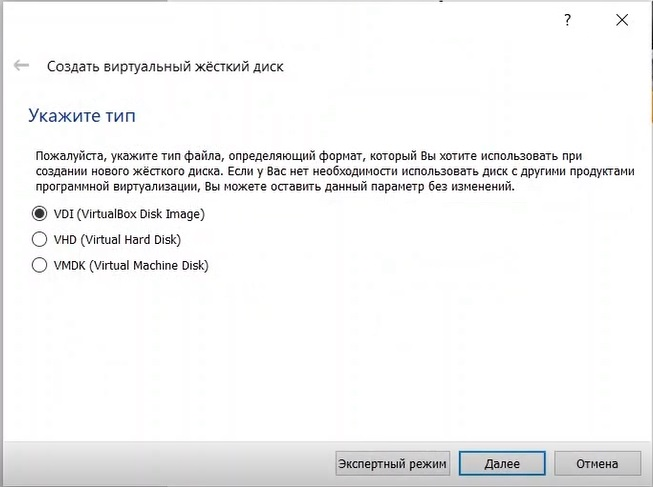 ?
Создать виртуальный жёсткий диск
Укажите тип
Пожалуйста, укажите тип файла, определяющий формат, который Вы хотите использовать при
создании нового жёсткого диска. Если у Вас нет необходимости использовать диск с другими продуктами
программной виртуализации, Вы можете оставить данный параметр без изменений.
VDI (VirtualBox Disk Image)
VHD (Virtual Hard Disk)
VMDK (Virtual Machine Disk)
Экспертный режим Далее Отмена